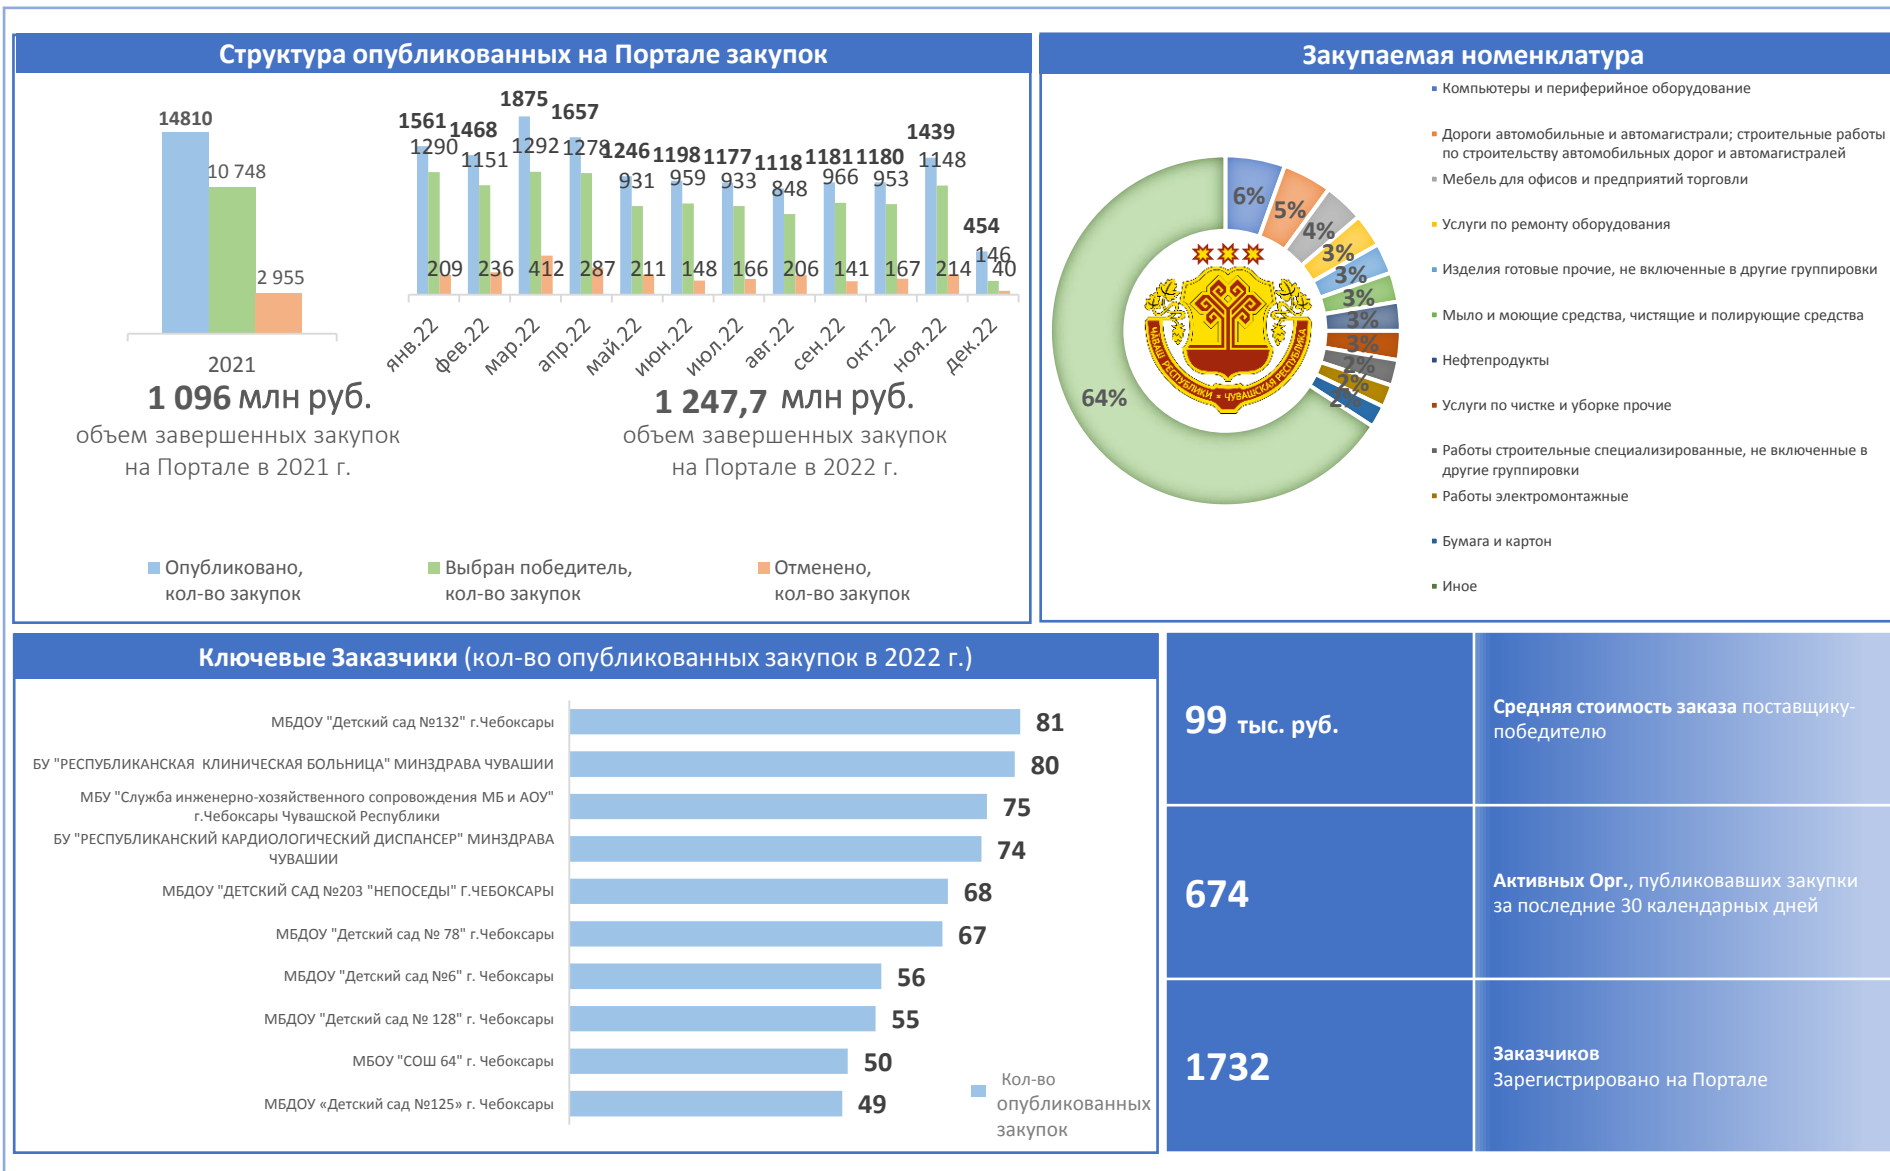 Структура опубликованных на Портале закупок
14810
10 748
2 955
2021
1561
1290
209
1468
1151
236
1875
1292
412
1657
1278
287
1246
931
211
1198
959
148
1177
933
166
1118
848
206
1181
966
141
1180
953
167
1439
1148
214
454
146
40
янв.22
фев.22
мар.22
апр.22
май.22
июн.22
июл.22
авг.22
сен.22
окт.22
ноя.22
дек.22
1 096 млн руб.
объем завершенных закупок
на Портале в 2021 г.
1 247,7 млн руб.
объем завершенных закупок
на Портале в 2022 г.
Опубликовано,
кол-во закупок
Выбран победитель,
кол-во закупок
Отменено,
кол-во закупок
Закупаемая номенклатура
6%
5%
4%
3%
3%
3%
3%
3%
2%
2%
2%
64%
ЧӐВАШ РЕСПУБЛИКИ • ЧУВАШСКАЯ РЕСПУБЛИКА
Компьютеры и периферийное оборудование
Дороги автомобильные и автомагистрали; строительные работы
по строительству автомобильных дорог и автомагистралей
Мебель для офисов и предприятий торговли
Услуги по ремонту оборудования
Изделия готовые прочие, не включенные в другие группировки
Мыло и моющие средства, чистящие и полирующие средства
Нефтепродукты
Услуги по чистке и уборке прочие
Работы строительные специализированные, не включенные в
другие группировки
Работы электромонтажные
Бумага и картон
Иное
Ключевые Заказчики (кол-во опубликованных закупок в 2022 г.)
МБДОУ "Детский сад №132" г.Чебоксары
81
БУ "РЕСПУБЛИКАНСКАЯ  КЛИНИЧЕСКАЯ БОЛЬНИЦА" МИНЗДРАВА ЧУВАШИИ
80
МБУ "Служба инженерно-хозяйственного сопровождения МБ и АОУ"
г.Чебоксары Чувашской Республики
75
БУ "РЕСПУБЛИКАНСКИЙ КАРДИОЛОГИЧЕСКИЙ ДИСПАНСЕР" МИНЗДРАВА
ЧУВАШИИ
74
МБДОУ "ДЕТСКИЙ САД №203 "НЕПОСЕДЫ" Г.ЧЕБОКСАРЫ
68
МБДОУ "Детский сад № 78" г.Чебоксары
67
МБДОУ "Детский сад №6" г. Чебоксары
56
МБДОУ "Детский сад № 128" г. Чебоксары
55
МБОУ "СОШ 64" г. Чебоксары
50
МБДОУ «Детский сад №125» г. Чебоксары
49
Кол-во
опубликованных
закупок
99 тыс. руб.
Средняя стоимость заказа поставщику-
победителю
674
Активных Орг., публиковавших закупки
за последние 30 календарных дней
1732
Заказчиков
Зарегистрировано на Портале